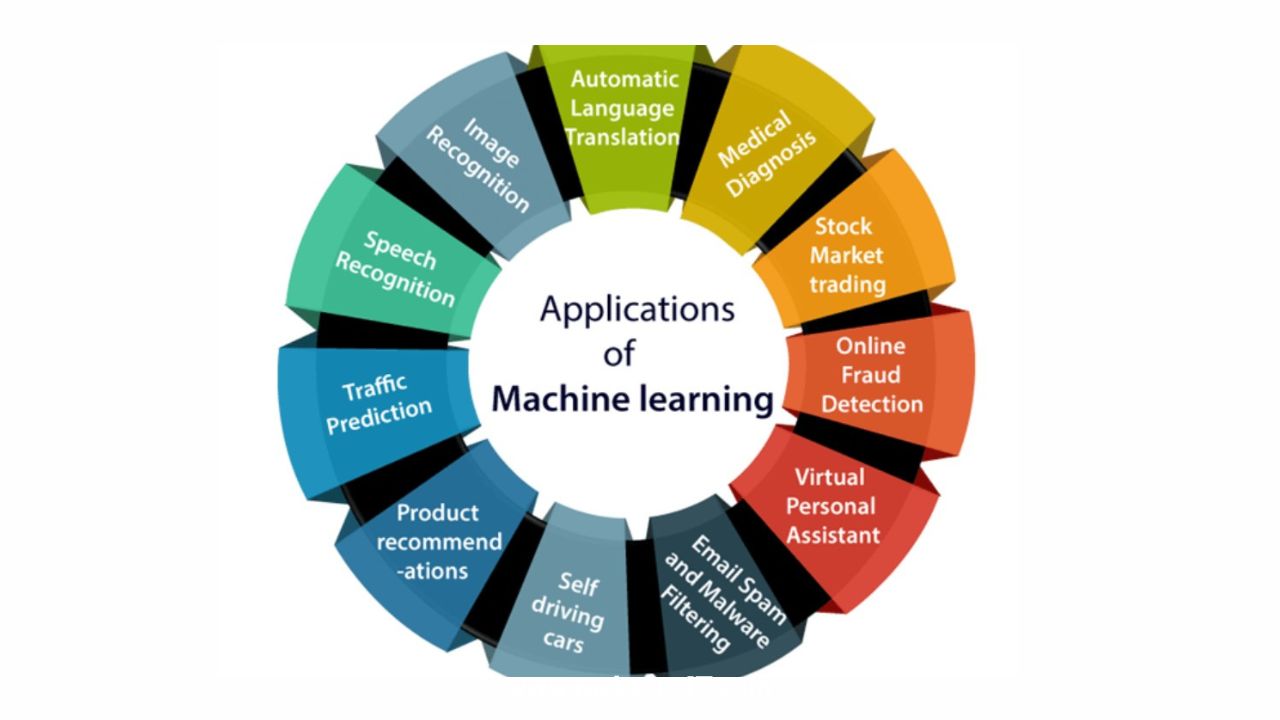 Automatic
Language
Translation
Medical
Diagnosis
Stock
Market
trading
Online
Fraud
Detection
Virtual
Personal
Assistant
Email Spam
and Malware
Filtering
Self
driving
cars
Product
recommend
-ations
Traffic
Prediction
Speech
Recognition
Image
Recognition
Applications
of
Machine learning